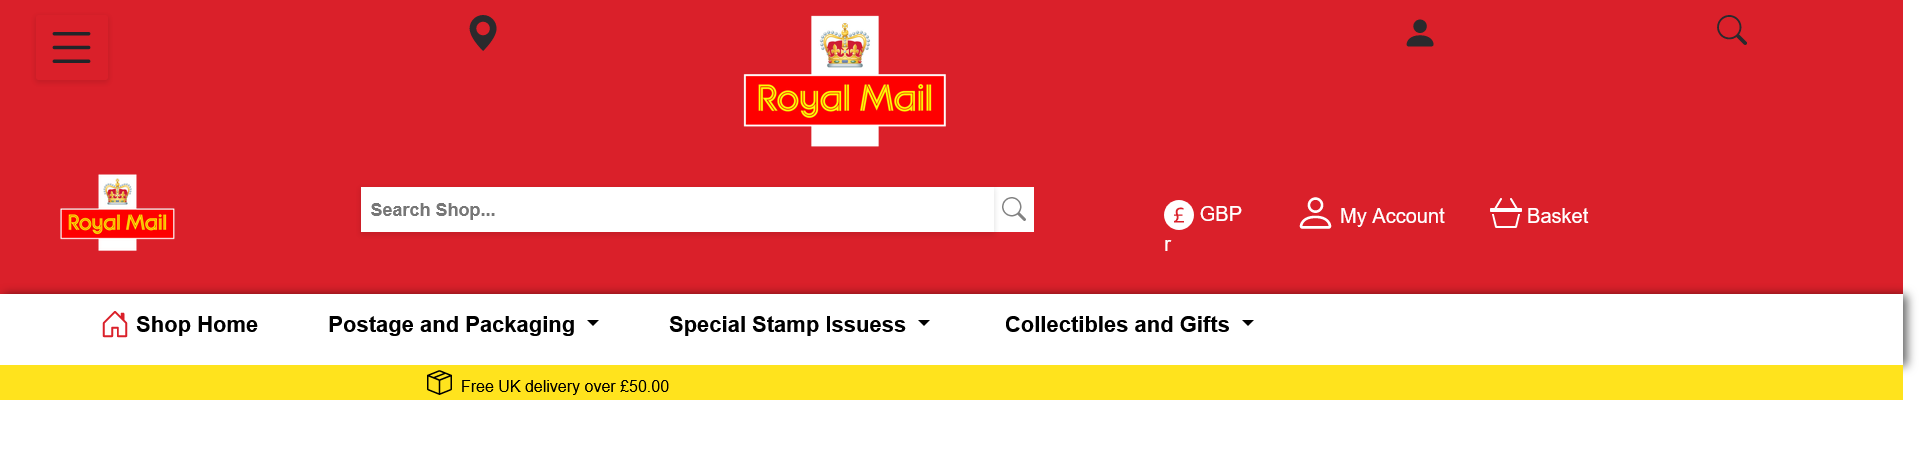 Royal Mail
Royal Mail
Search Shop...
£ GBP
r
My Account
Basket
Shop Home
Postage and Packaging
Special Stamp Issuess
Collectibles and Gifts
Free UK delivery over £50.00